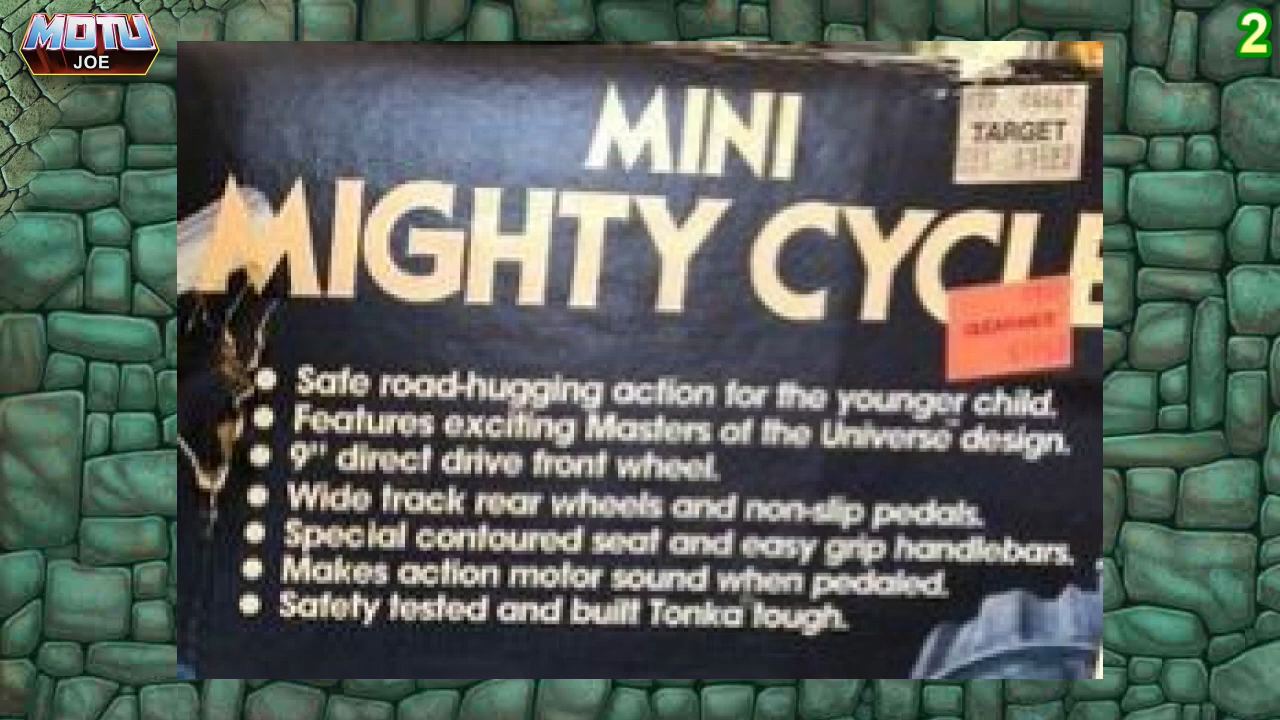 MOTU
JOE
2
MINI
TARGET
MIGHTY CYCLE
CLEARANCE
● Safe road-hugging action for the younger child.
● Features exciting Masters of the Universe design.
● 9" direct drive front wheel.
● Wide track rear wheels and non-slip pedals.
● Special contoured seat and easy grip handlebars.
● Makes action motor sound when pedaled.
● Safety tested and built Tonka tough.